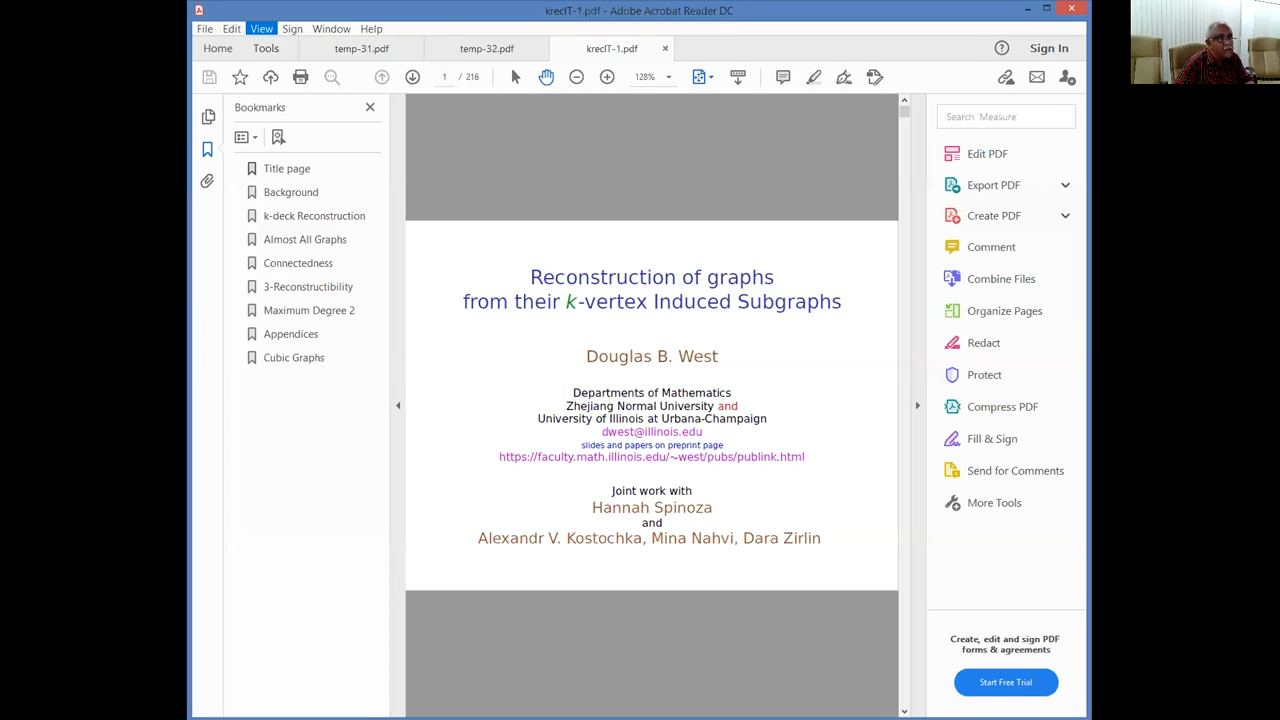 krecIT-1.pdf - Adobe Acrobat Reader DC
File Edit View Sign Window Help
Home Tools temp-31.pdf temp-32.pdf krecIT-1.pdf × Sign In
1 / 216 128%
Bookmarks
Title page
Background
k-deck Reconstruction
Almost All Graphs
Connectedness
3-Reconstructibility
Maximum Degree 2
Appendices
Cubic Graphs
Reconstruction of graphs
from their k-vertex Induced Subgraphs
Douglas B. West
Departments of Mathematics
Zhejiang Normal University and
University of Illinois at Urbana-Champaign
dwest@illinois.edu
slides and papers on preprint page
https://faculty.math.illinois.edu/~west/pubs/publink.html
Joint work with
Hannah Spinoza
and
Alexandr V. Kostochka, Mina Nahvi, Dara Zirlin
Search 'Measure'
Edit PDF
Export PDF
Create PDF
Comment
Combine Files
Organize Pages
Redact
Protect
Compress PDF
Fill & Sign
Send for Comments
More Tools
Create, edit and sign PDF
forms & agreements
Start Free Trial